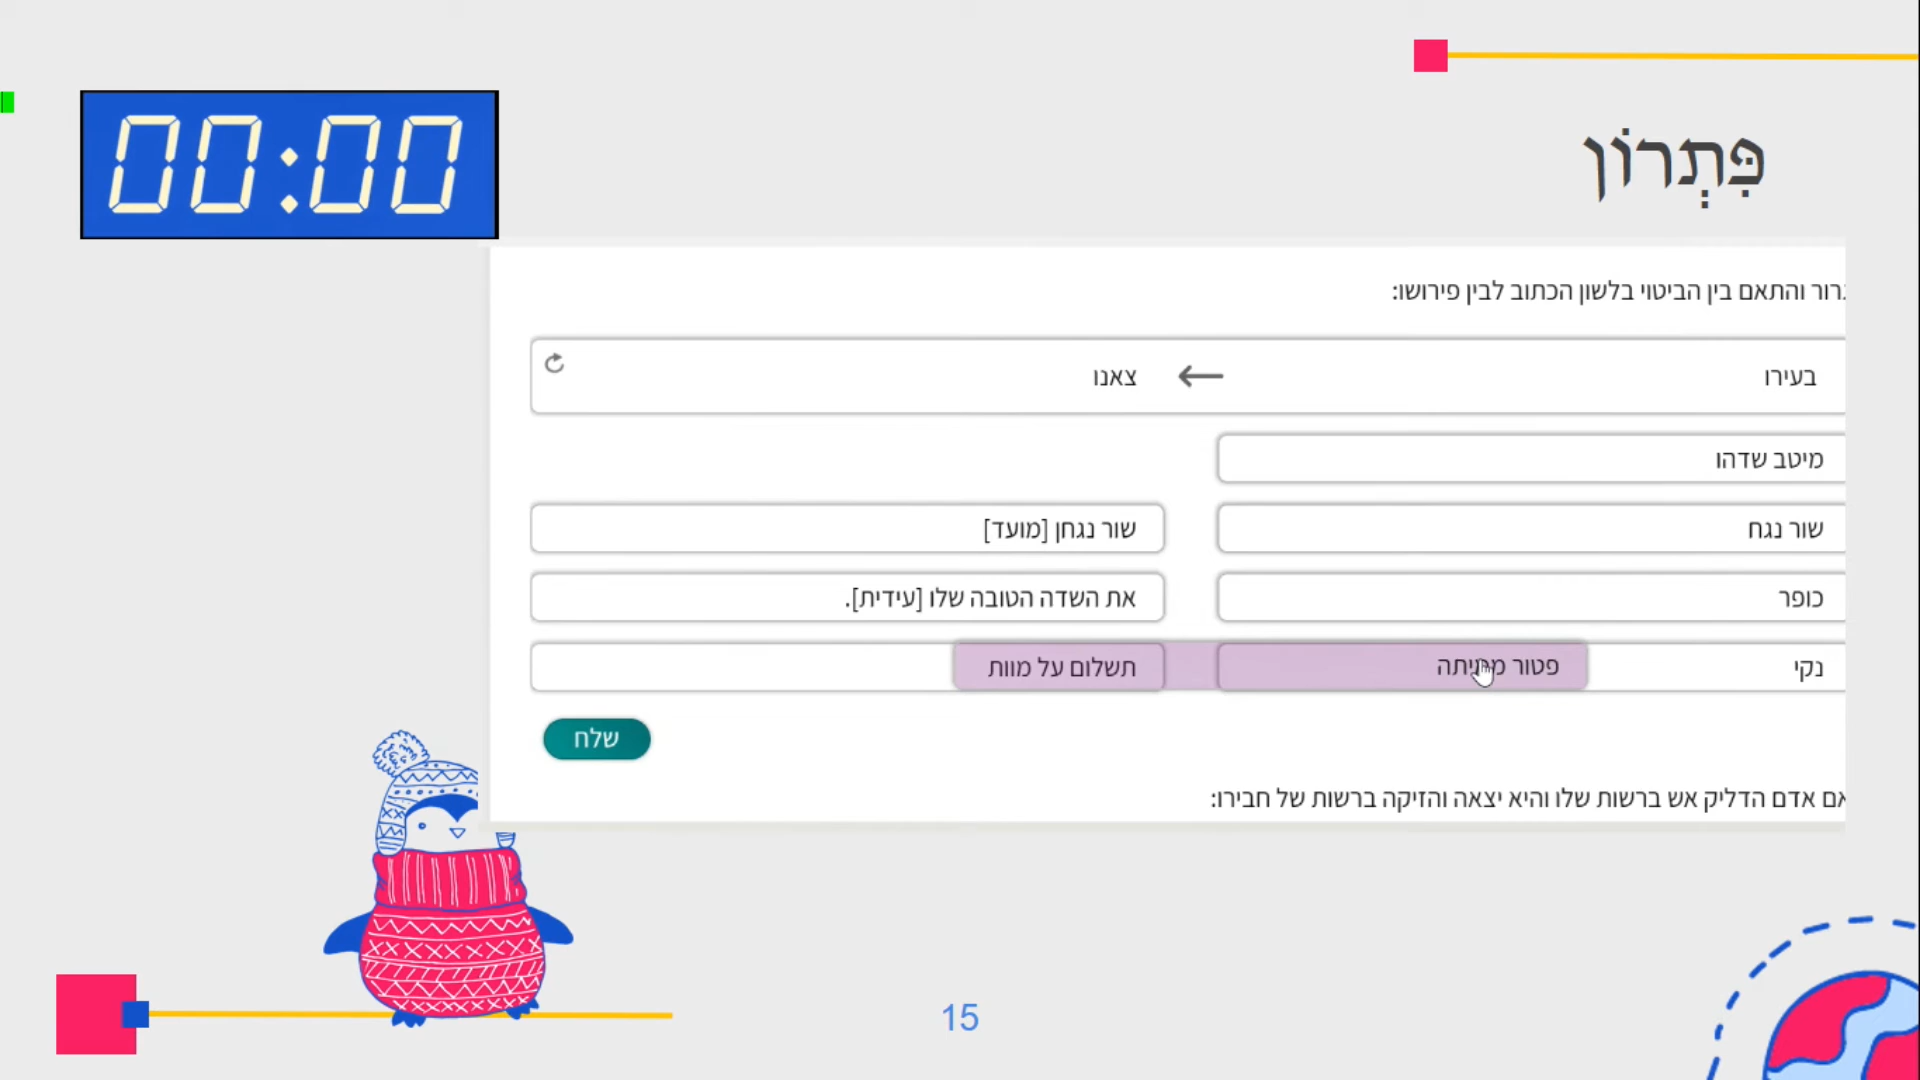 00:00
פִּתְרוֹן
רור והתאם בין הביטוי בלשון הכתוב לבין פירושו:
בעירו ← צאנו
מיטב שדהו
שור נגח
שור נגחן [מועד]
כופר
את השדה הטובה שלו [עידית].
נקי
פטור ממיתה
תשלום על מוות
שלח
אם אדם הדליק אש ברשות שלו והיא יצאה והזיקה ברשות של חבירו:
15